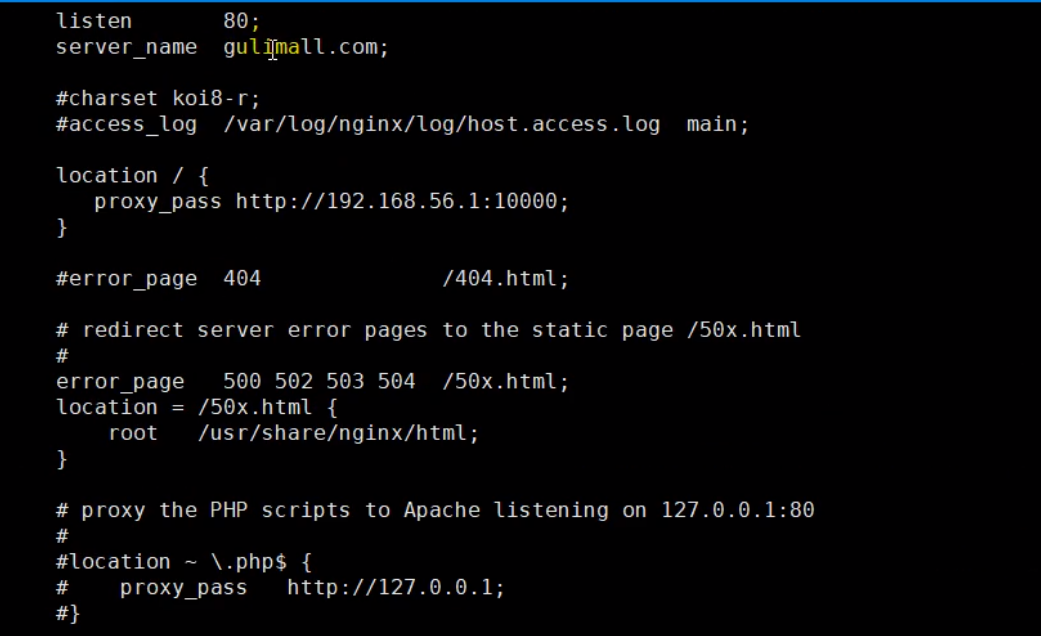 listen       80;
server_name  gulimall.com;
#charset koi8-r;
#access_log  /var/log/nginx/log/host.access.log  main;
location / {
   proxy_pass http://192.168.56.1:10000;
}
#error_page  404              /404.html;
# redirect server error pages to the static page /50x.html
#
error_page   500 502 503 504  /50x.html;
location = /50x.html {
    root   /usr/share/nginx/html;
}
# proxy the PHP scripts to Apache listening on 127.0.0.1:80
#
#location ~ \.php$ {
#    proxy_pass   http://127.0.0.1;
#}